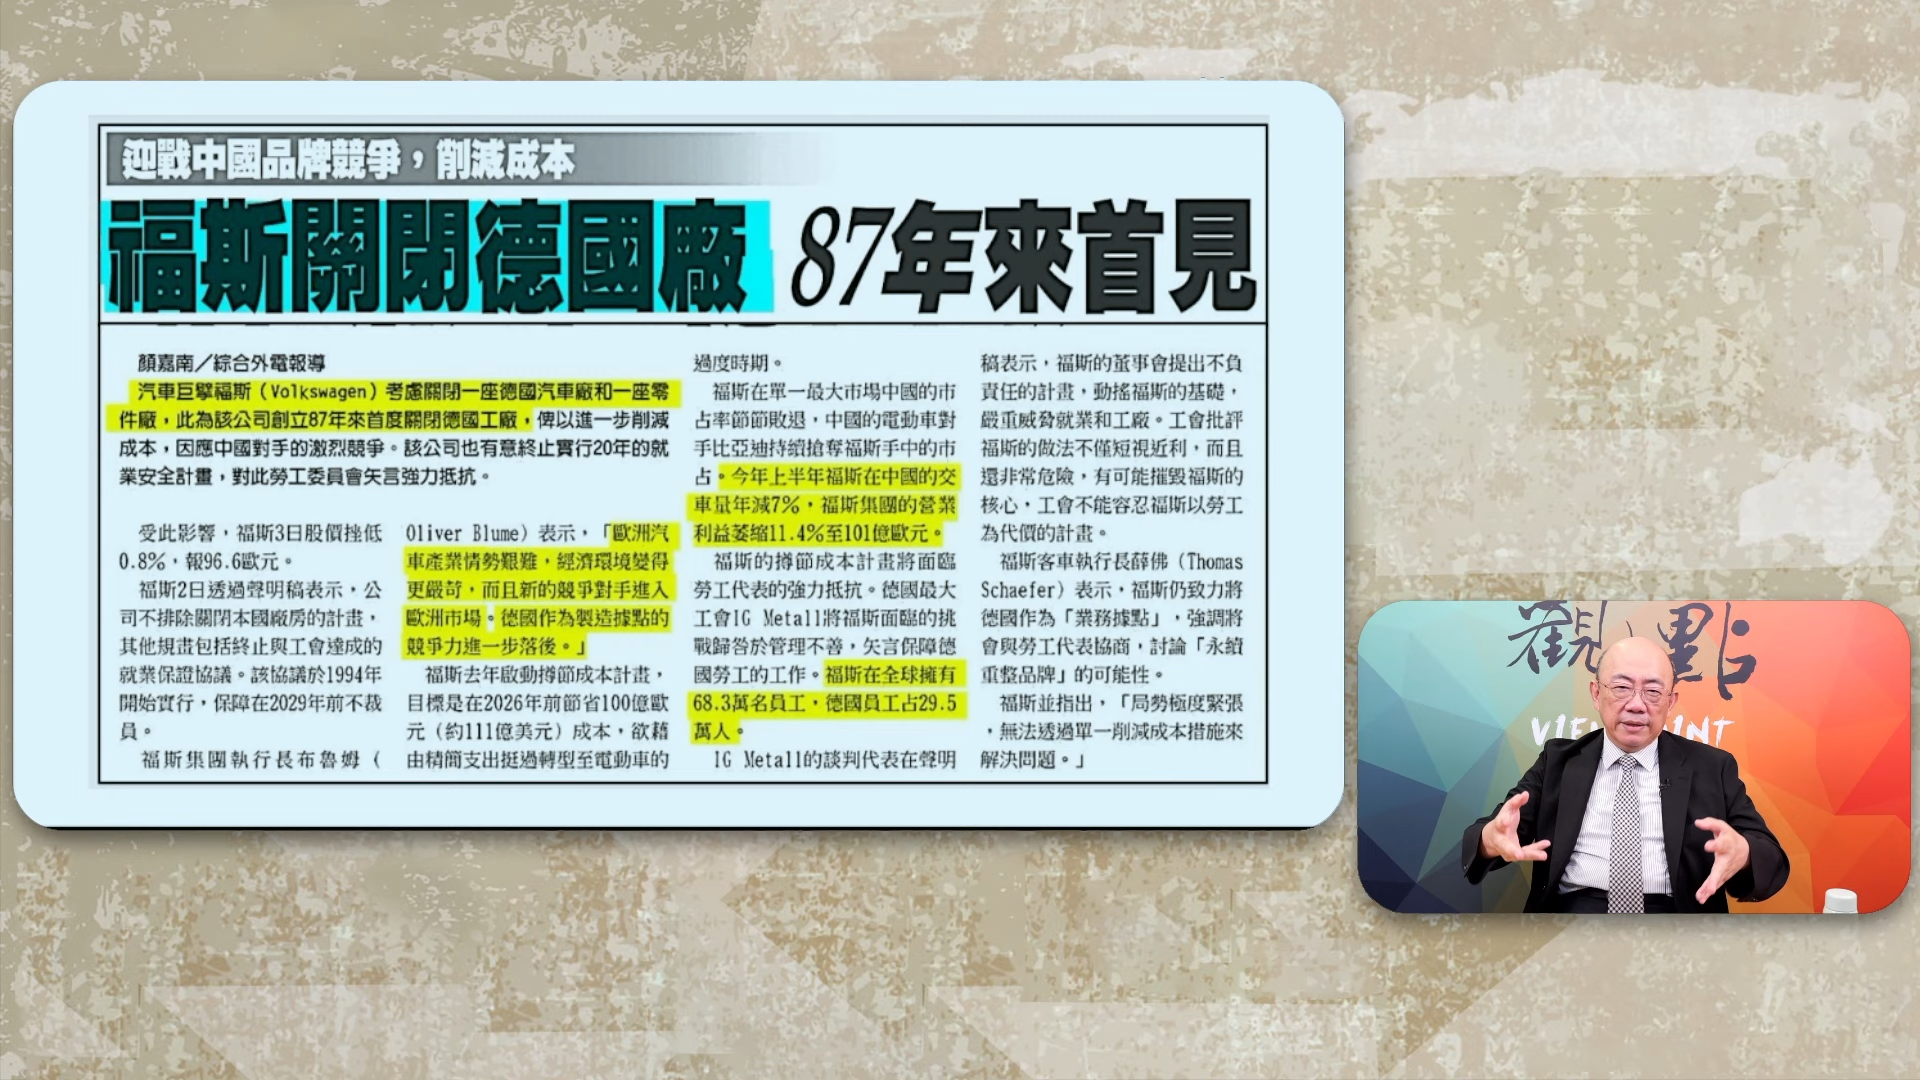 迎戰中國品牌競爭，削減成本
福斯關閉德國廠 87年來首見
顏嘉南／綜合外電報導
汽車巨擘福斯（Volkswagen）考慮關閉一座德國汽車廠和一座零
件廠，此為該公司創立87年來首度關閉德國工廠，俾以進一步削減
成本，因應中國對手的激烈競爭。該公司也有意終止實行20年的就
業安全計畫，對此勞工委員會矢言強力抵抗。
受此影響，福斯3日股價挫低
0.8%，報96.6歐元。
福斯2日透過聲明稿表示，公
司不排除關閉本國廠房的計畫，
其他規畫包括終止與工會達成的
就業保證協議。該協議於1994年
開始實行，保障在2029年前不裁
員。
福斯集團執行長布魯姆（
Oliver Blume）表示，「歐洲汽
車產業情勢艱難，經濟環境變得
更嚴苛，而且新的競爭對手進入
歐洲市場。德國作為製造據點的
競爭力進一步落後。」
福斯去年啟動撙節成本計畫，
目標是在2026年前節省100億歐
元（約111億美元）成本，欲藉
由精簡支出挺過轉型至電動車的
過度時期。
福斯在單一最大市場中國的市
占率節節敗退，中國的電動車對
手比亞迪持續搶奪福斯手中的市
占。今年上半年福斯在中國的交
車量年減7%，福斯集團的營業
利益萎縮11.4%至101億歐元。
福斯的撙節成本計畫將面臨
勞工代表的強力抵抗。德國最大
工會IG Metall將福斯面臨的挑
戰歸咎於管理不善，矢言保障德
國勞工的工作。福斯在全球擁有
68.3萬名員工，德國員工占29.5
萬人。
IG Metall的談判代表在聲明
稿表示，福斯的董事會提出不負
責任的計畫，動搖福斯的基礎，
嚴重威脅就業和工廠。工會批評
福斯的做法不僅短視近利，而且
還非常危險，有可能摧毀福斯的
核心，工會不能容忍福斯以勞工
為代價的計畫。
福斯客車執行長薛佛（Thomas
Schaefer）表示，福斯仍致力將
德國作為「業務據點」，強調將
會與勞工代表協商，討論「永續
重整品牌」的可能性。
福斯並指出，「局勢極度緊張
，無法透過單一削減成本措施來
解決問題。」
觀點